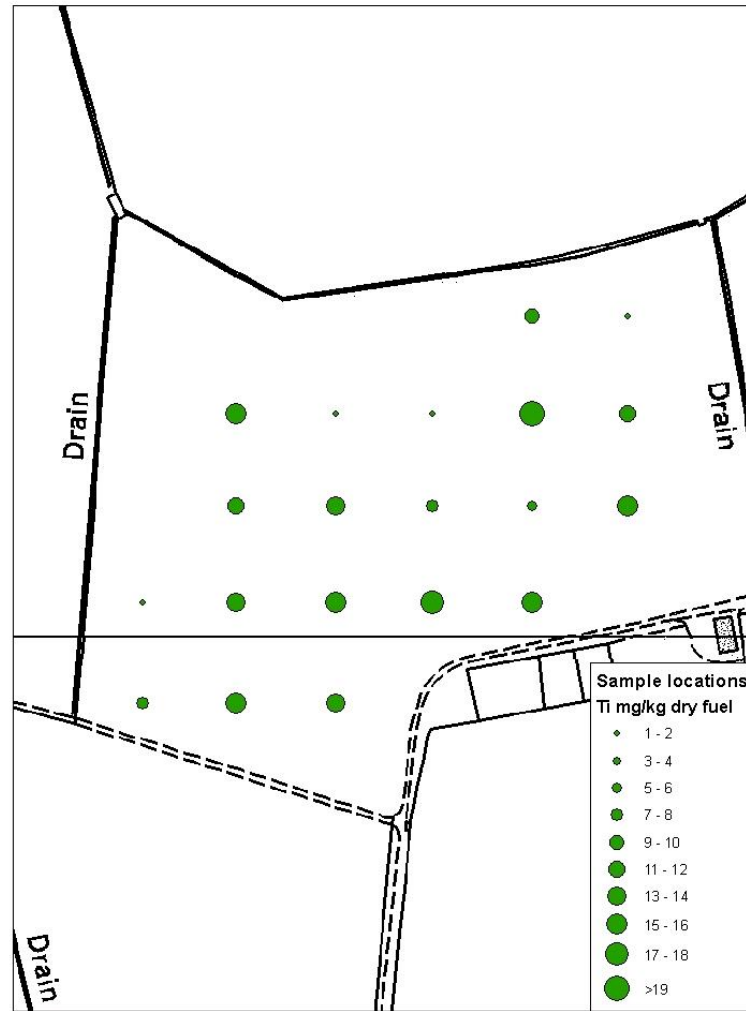 Drain
Drain
Drain
Sample locations
Ti mg/kg dry fuel
1 - 2
3 - 4
5 - 6
7 - 8
9 - 10
11 - 12
13 - 14
15 - 16
17 - 18
>19